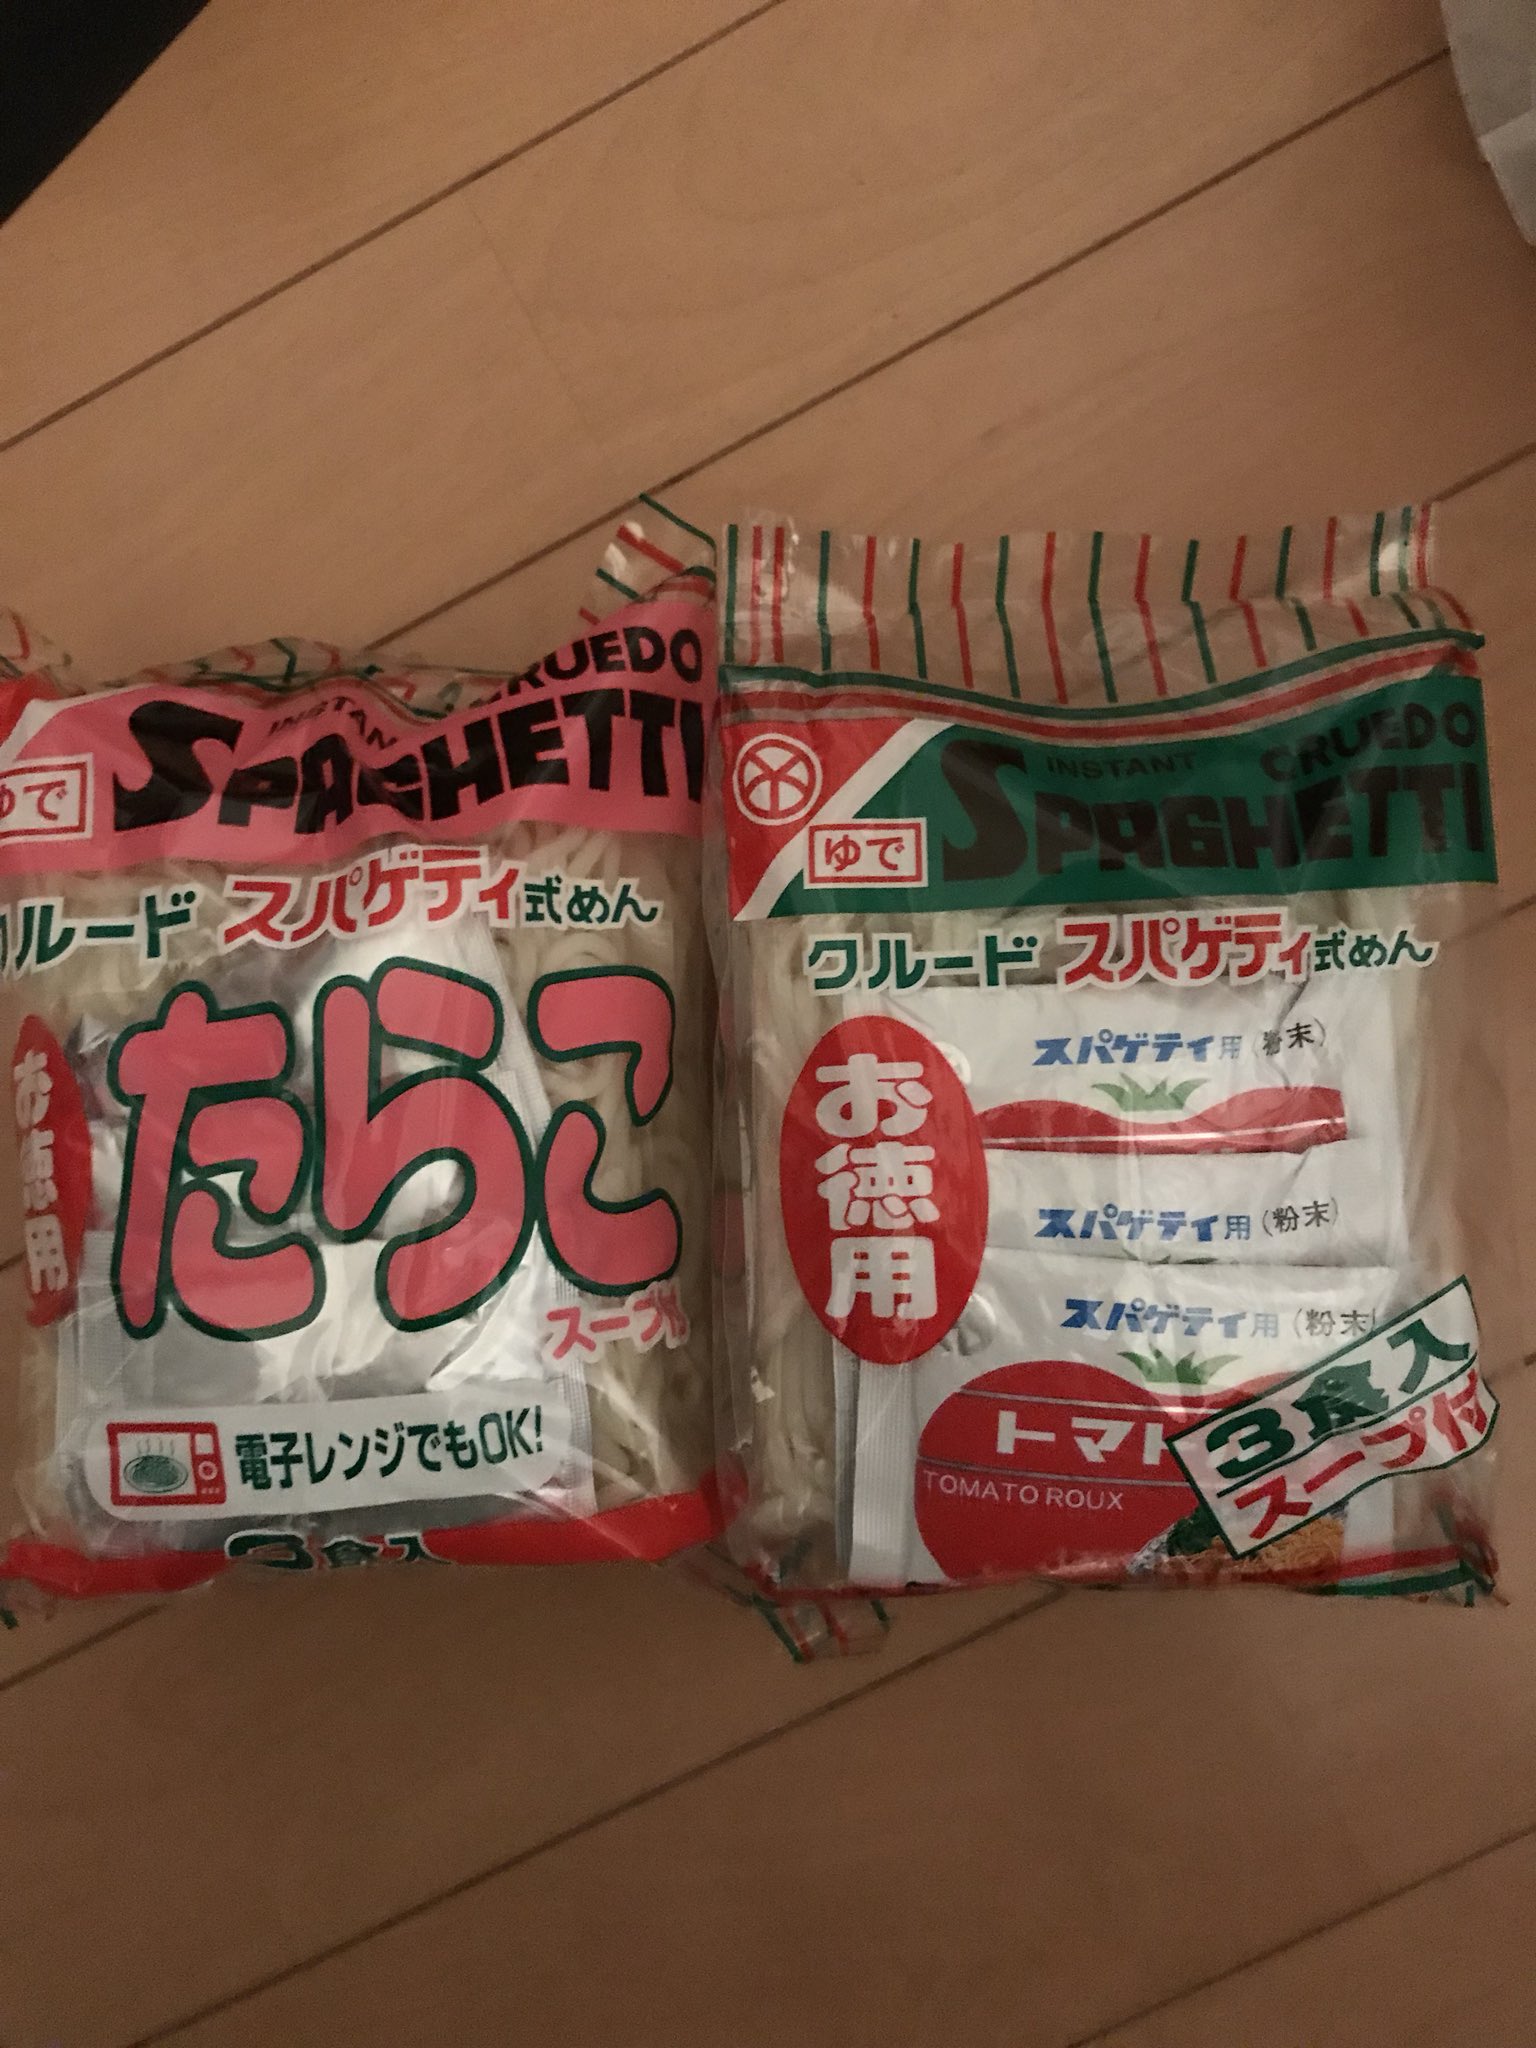 CRUEDO
INSTAN
SPAGHETTI
ゆで
クルード スパゲティ式めん
お徳用
たらこ
スープ付
電子レンジでもOK!
3食入
INSTANT CRUEDO
SPAGHETTI
ゆで
クルード スパゲティ式めん
お徳用
スパゲティ用(粉末)
スパゲティ用(粉末)
スパゲティ用(粉末)
トマト
TOMATO ROUX
3食入
スープ付